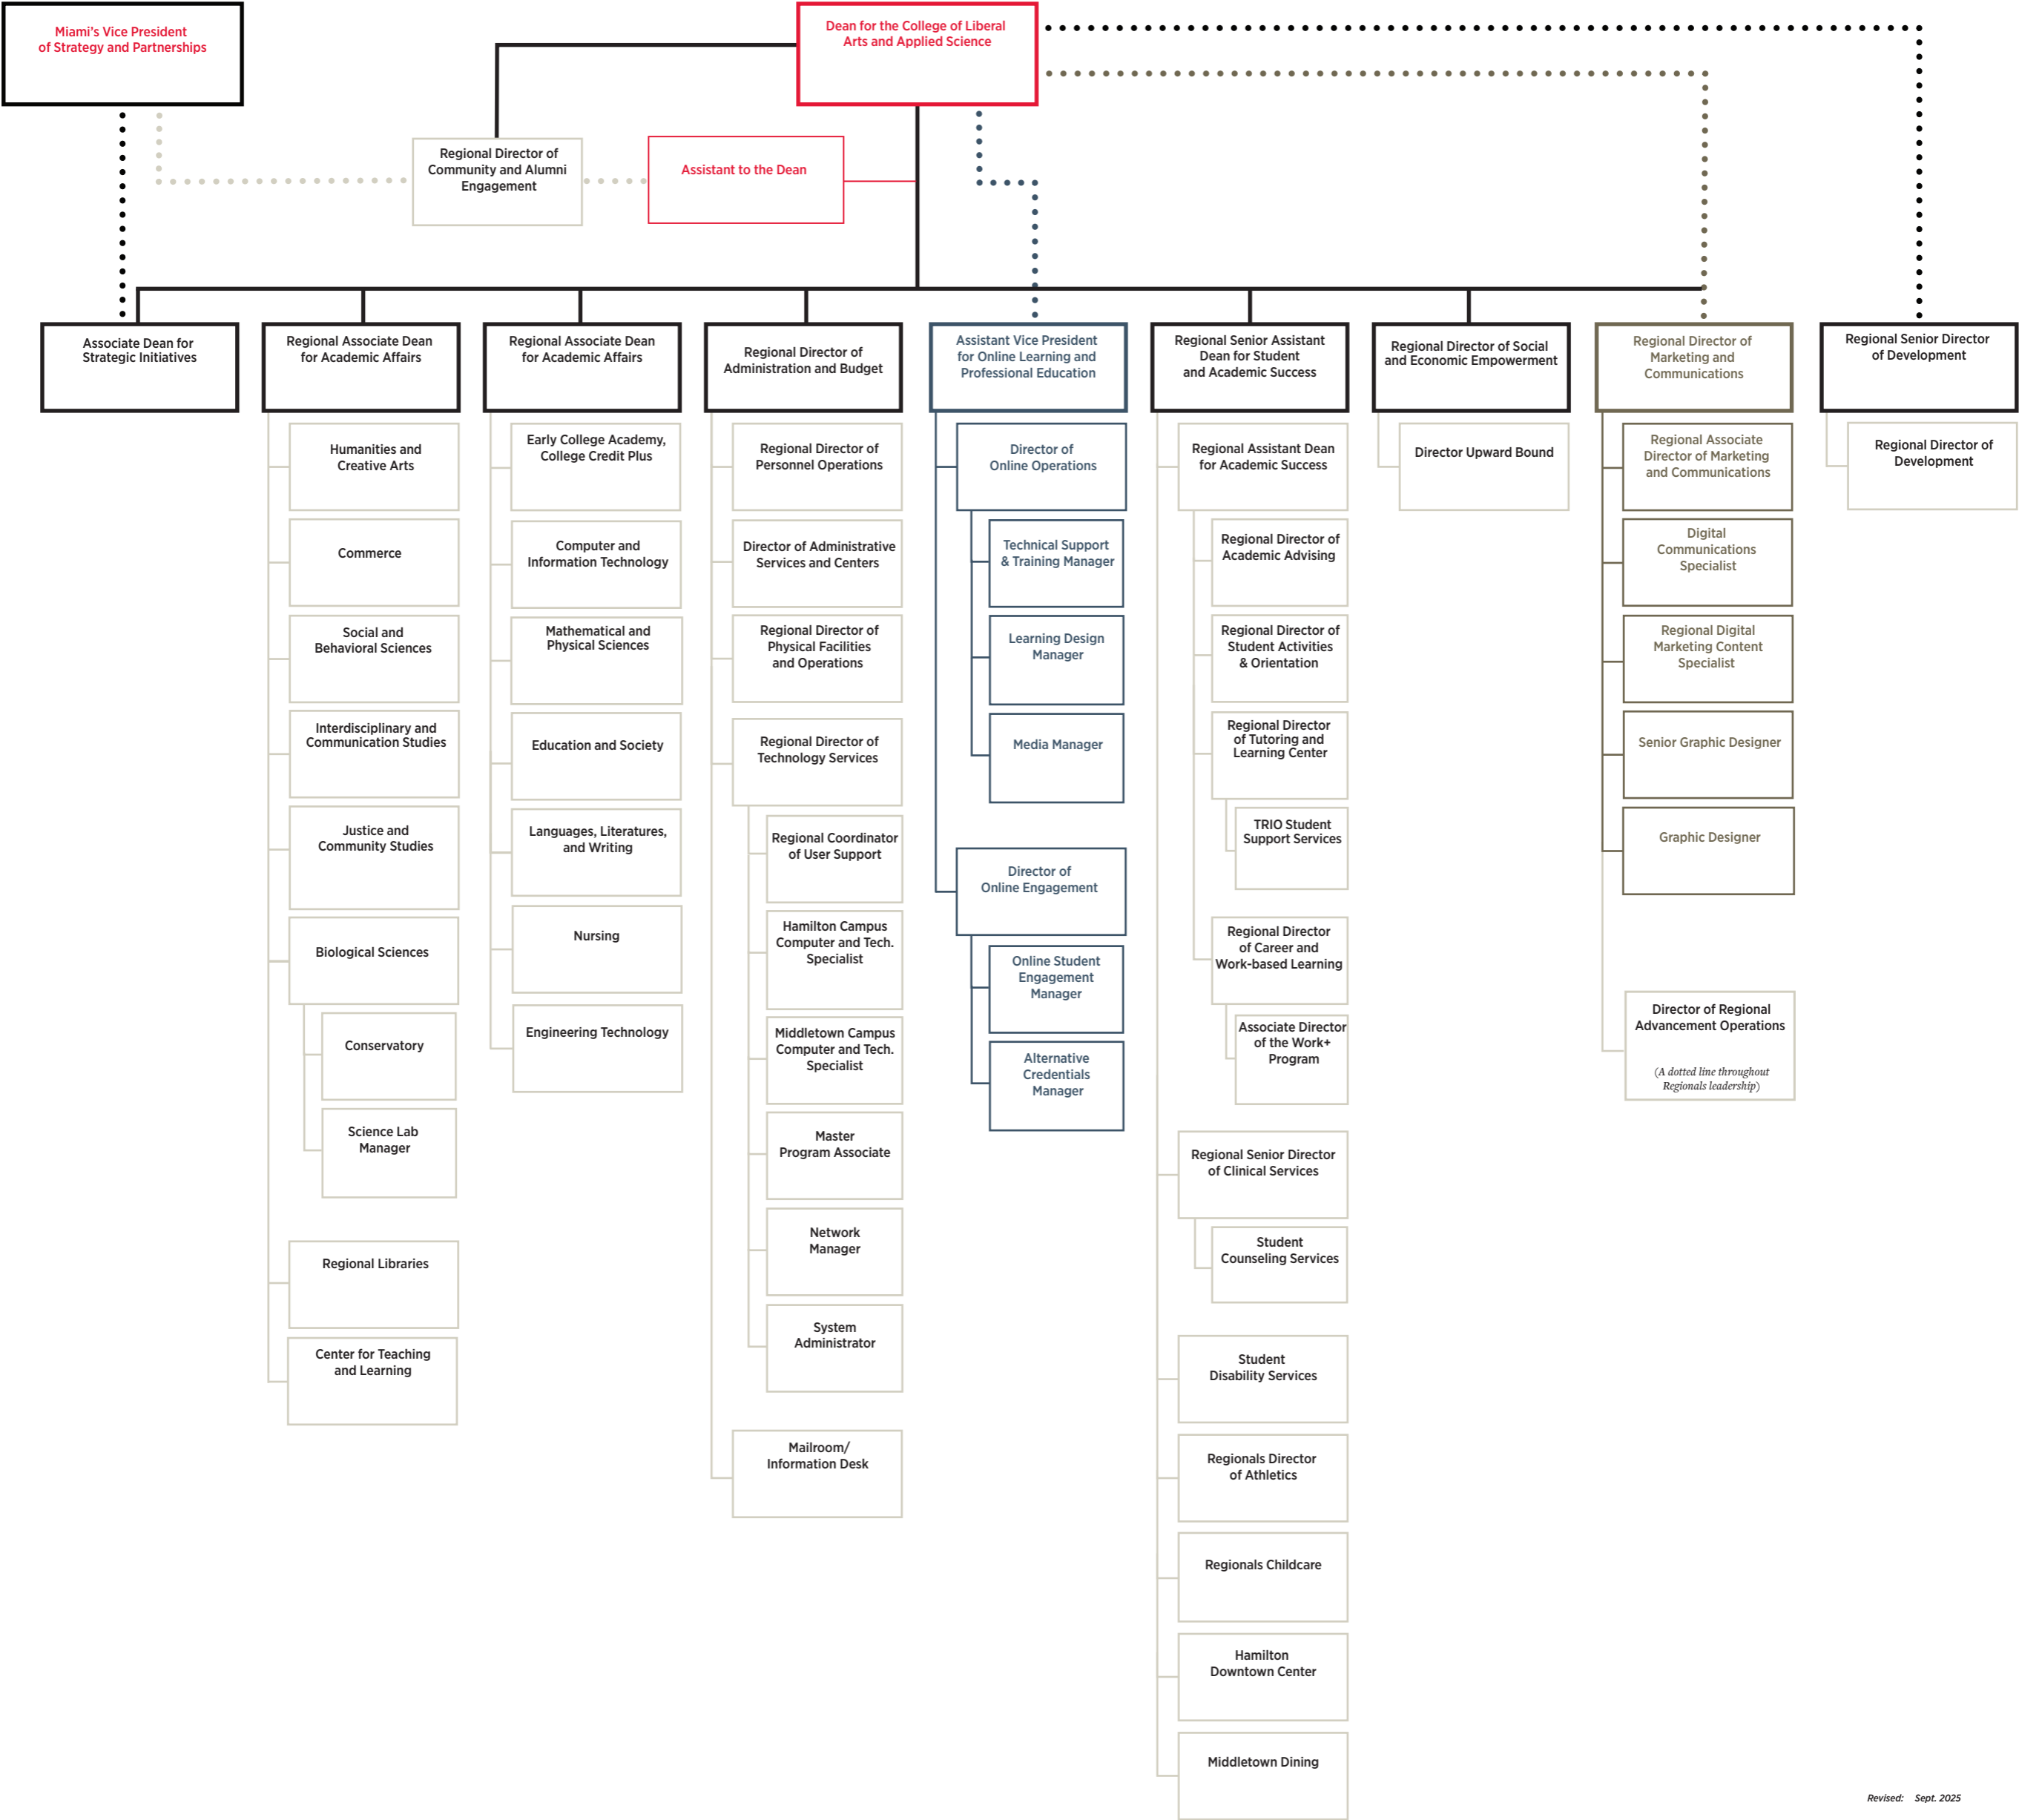 Miami's Vice President
of Strategy and Partnerships
Dean for the College of Liberal
Arts and Applied Science
Regional Director of
Community and Alumni
Engagement
Assistant to the Dean
Associate Dean for
Strategic Initiatives
Regional Associate Dean
for Academic Affairs
Regional Associate Dean
for Academic Affairs
Regional Director of
Administration and Budget
Assistant Vice President
for Online Learning and
Professional Education
Regional Senior Assistant
Dean for Student
and Academic Success
Regional Director of Social
and Economic Empowerment
Regional Director of
Marketing and
Communications
Regional Senior Director
of Development
Humanities and
Creative Arts
Commerce
Social and
Behavioral Sciences
Interdisciplinary and
Communication Studies
Justice and
Community Studies
Biological Sciences
Conservatory
Science Lab
Manager
Regional Libraries
Center for Teaching
and Learning
Early College Academy,
College Credit Plus
Computer and
Information Technology
Mathematical and
Physical Sciences
Education and Society
Languages, Literatures,
and Writing
Nursing
Engineering Technology
Regional Director of
Personnel Operations
Director of Administrative
Services and Centers
Regional Director of
Physical Facilities
and Operations
Regional Director of
Technology Services
Regional Coordinator
of User Support
Hamilton Campus
Computer and Tech.
Specialist
Middletown Campus
Computer and Tech.
Specialist
Master
Program Associate
Network
Manager
System
Administrator
Mailroom/
Information Desk
Director of
Online Operations
Technical Support
& Training Manager
Learning Design
Manager
Media Manager
Director of
Online Engagement
Online Student
Engagement
Manager
Alternative
Credentials
Manager
Regional Assistant Dean
for Academic Success
Regional Director of
Academic Advising
Regional Director of
Student Activities
& Orientation
Regional Director
of Tutoring and
Learning Center
TRIO Student
Support Services
Regional Director
of Career and
Work-based Learning
Associate Director
of the Work+
Program
Regional Senior Director
of Clinical Services
Student
Counseling Services
Student
Disability Services
Regionals Director
of Athletics
Regionals Childcare
Hamilton
Downtown Center
Middletown Dining
Director Upward Bound
Regional Associate
Director of Marketing
and Communications
Digital
Communications
Specialist
Regional Digital
Marketing Content
Specialist
Senior Graphic Designer
Graphic Designer
Director of Regional
Advancement Operations
(A dotted line throughout
Regionals leadership)
Regional Director of
Development
Revised: Sept. 2025